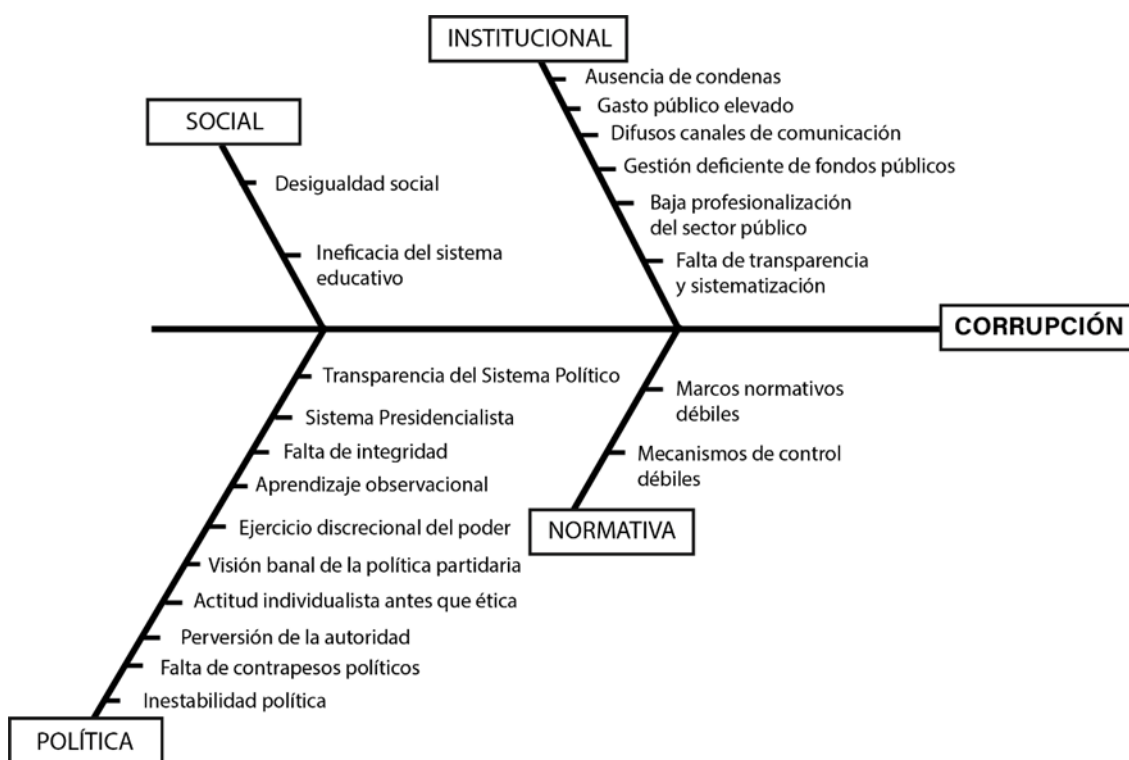 INSTITUCIONAL
Ausencia de condenas
Gasto público elevado
Difusos canales de comunicación
Gestión deficiente de fondos públicos
Baja profesionalización
del sector público
Falta de transparencia
y sistematización
SOCIAL
Desigualdad social
Ineficacia del sistema
educativo
CORRUPCIÓN
Transparencia del Sistema Político
Sistema Presidencialista
Falta de integridad
Aprendizaje observacional
Ejercicio discrecional del poder
Visión banal de la política partidaria
Actitud individualista antes que ética
Perversión de la autoridad
Falta de contrapesos políticos
Inestabilidad política
POLÍTICA
Marcos normativos
débiles
Mecanismos de control
débiles
NORMATIVA